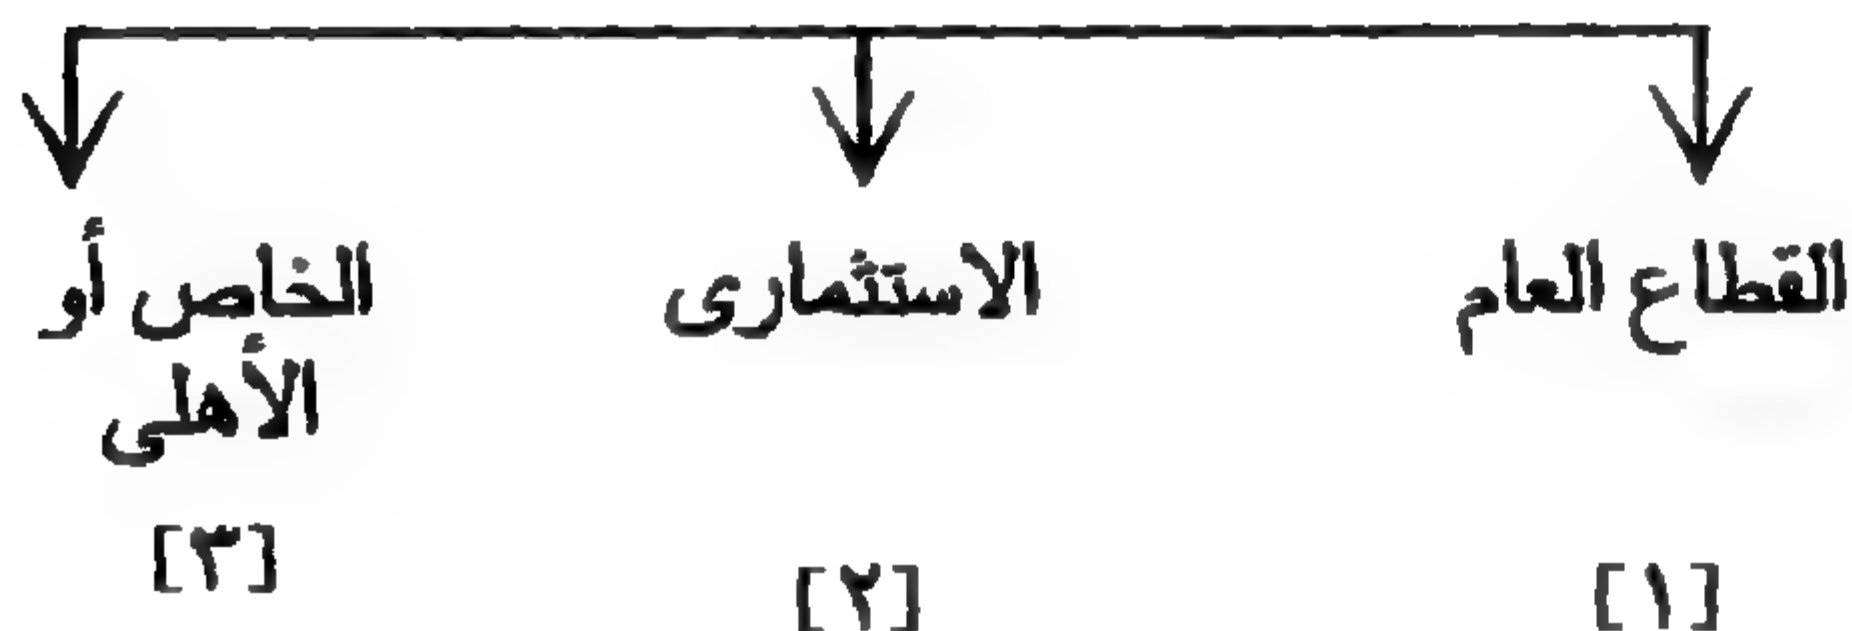 القطاع العام
الاستثمارى
الخاص أو
الأهلى
[١]
[٢]
[٣]